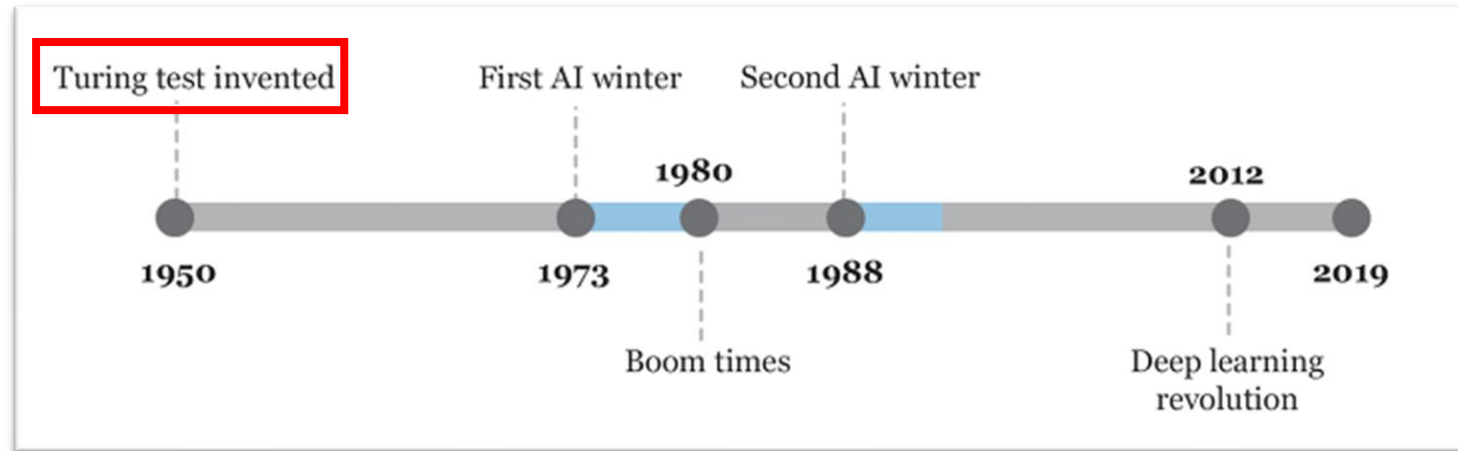 Turing test invented
First AI winter
Second AI winter
1980
2012
1950
1973
1988
2019
Boom times
Deep learning
revolution